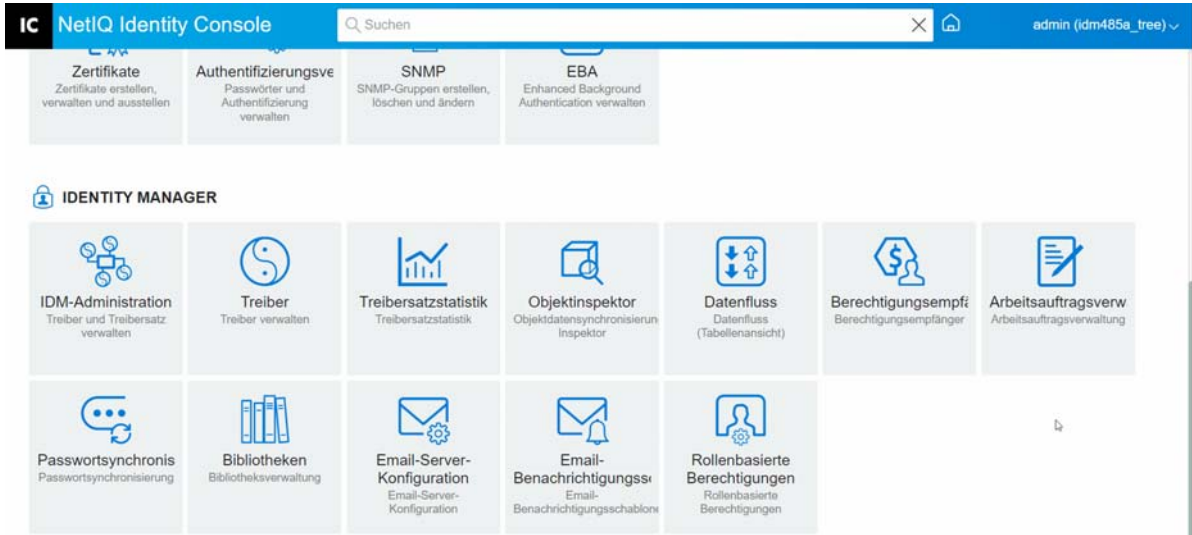 IC NetIQ Identity Console Suchen admin (idm485a_tree)
Zertifikate Authentifizierungsve SNMP EBA
Zertifikate erstellen, Passwörter und SNMP-Gruppen erstellen, Enhanced Background
verwalten und ausstellen Authentifizierung löschen und ändern Authentication verwalten
verwalten
IDENTITY MANAGER
IDM-Administration Treiber Treibersatzstatistik Objektinspektor Datenfluss Berechtigungsempfä Arbeitsauftragsverw
Treiber und Treibersatz Treiber verwalten Treibersatzstatistik Objektdatensynchronisierun Datenfluss Berechtigungsempfänger Arbeitsauftragsverwaltung
verwalten Inspektor (Tabellenansicht)
Passwortsynchronis Bibliotheken Email-Server- Email- Rollenbasierte
Passwortsynchronisierung Bibliotheksverwaltung Konfiguration Benachrichtigungss Berechtigungen
Email-Server- Email- Rollenbasierte
Konfiguration Benachrichtigungsschablone Berechtigungen